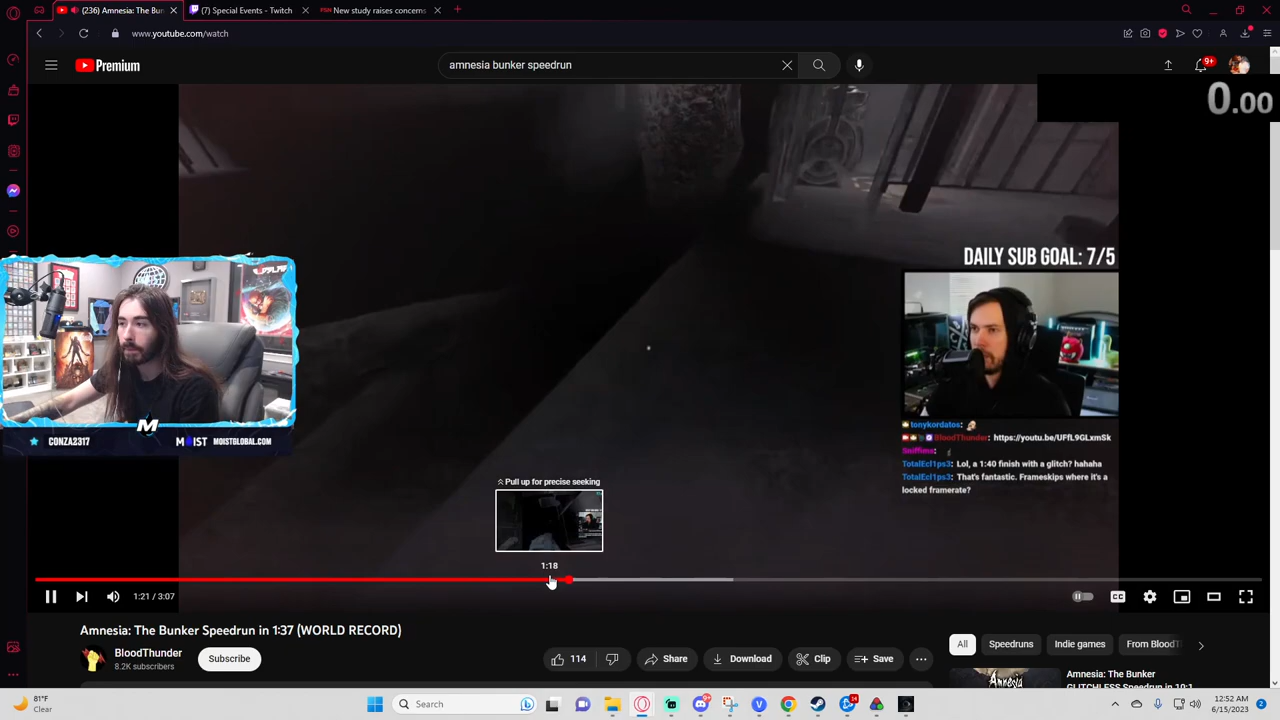 (236) Amnesia: The Bun
(7) Special Events - Twitch
New study raises concerns
www.youtube.com/watch
Premium
amnesia bunker speedrun
9+
0.00
DAILY SUB GOAL: 7/5
tonykordatos:
BloodThunder: https://youtu.be/UFfL9GLxmSk
Sniffims:
TotalEcl1ps3: Lol, a 1:40 finish with a glitch? hahaha
TotalEcl1ps3: That's fantastic. Frameskips where it's a
locked framerate?
CONZA2317
M
MOIST
MOISTGLOBAL.COM
Pull up for precise seeking
1:18
1:21 / 3:07
CC
Amnesia: The Bunker Speedrun in 1:37 (WORLD RECORD)
BloodThunder
8.2K subscribers
Subscribe
114
Share
Download
Clip
Save
All
Speedruns
Indie games
From BloodT
Amnesia: The Bunker
GLITCHLESS Speedrun in 19:1
Amnesia
81°F
Clear
Search
12:52 AM
6/15/2023